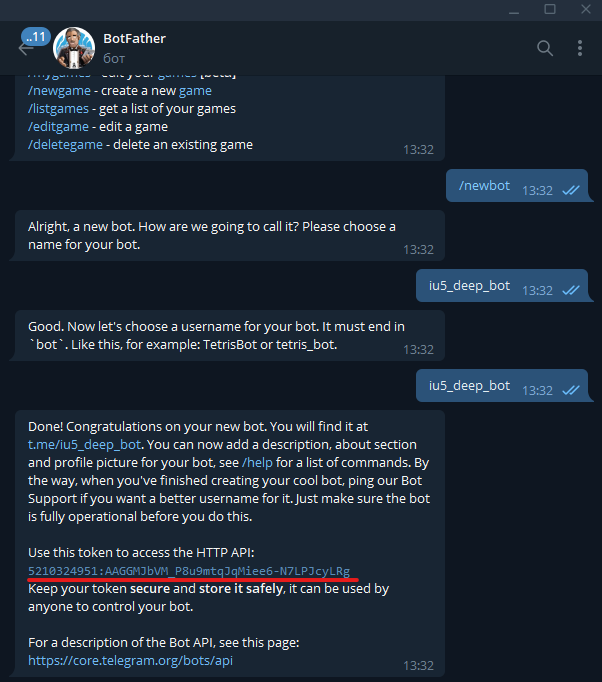 ..11
BotFather
бот
/mygames - edit your games [beta]
/newgame - create a new game
/listgames - get a list of your games
/editgame - edit a game
/deletegame - delete an existing game
13:32
/newbot
13:32
Alright, a new bot. How are we going to call it? Please choose a
name for your bot.
13:32
iu5_deep_bot
13:32
Good. Now let's choose a username for your bot. It must end in
`bot`. Like this, for example: TetrisBot or tetris_bot.
13:32
iu5_deep_bot
13:32
Done! Congratulations on your new bot. You will find it at
t.me/iu5_deep_bot. You can now add a description, about section
and profile picture for your bot, see /help for a list of commands. By
the way, when you've finished creating your cool bot, ping our Bot
Support if you want a better username for it. Just make sure the bot
is fully operational before you do this.
Use this token to access the HTTP API:
5210324951:AAGGMJbVM_P8u9mtqJqMiee6-N7LPJcyLRg
Keep your token secure and store it safely, it can be used by
anyone to control your bot.
For a description of the Bot API, see this page:
https://core.telegram.org/bots/api
13:32